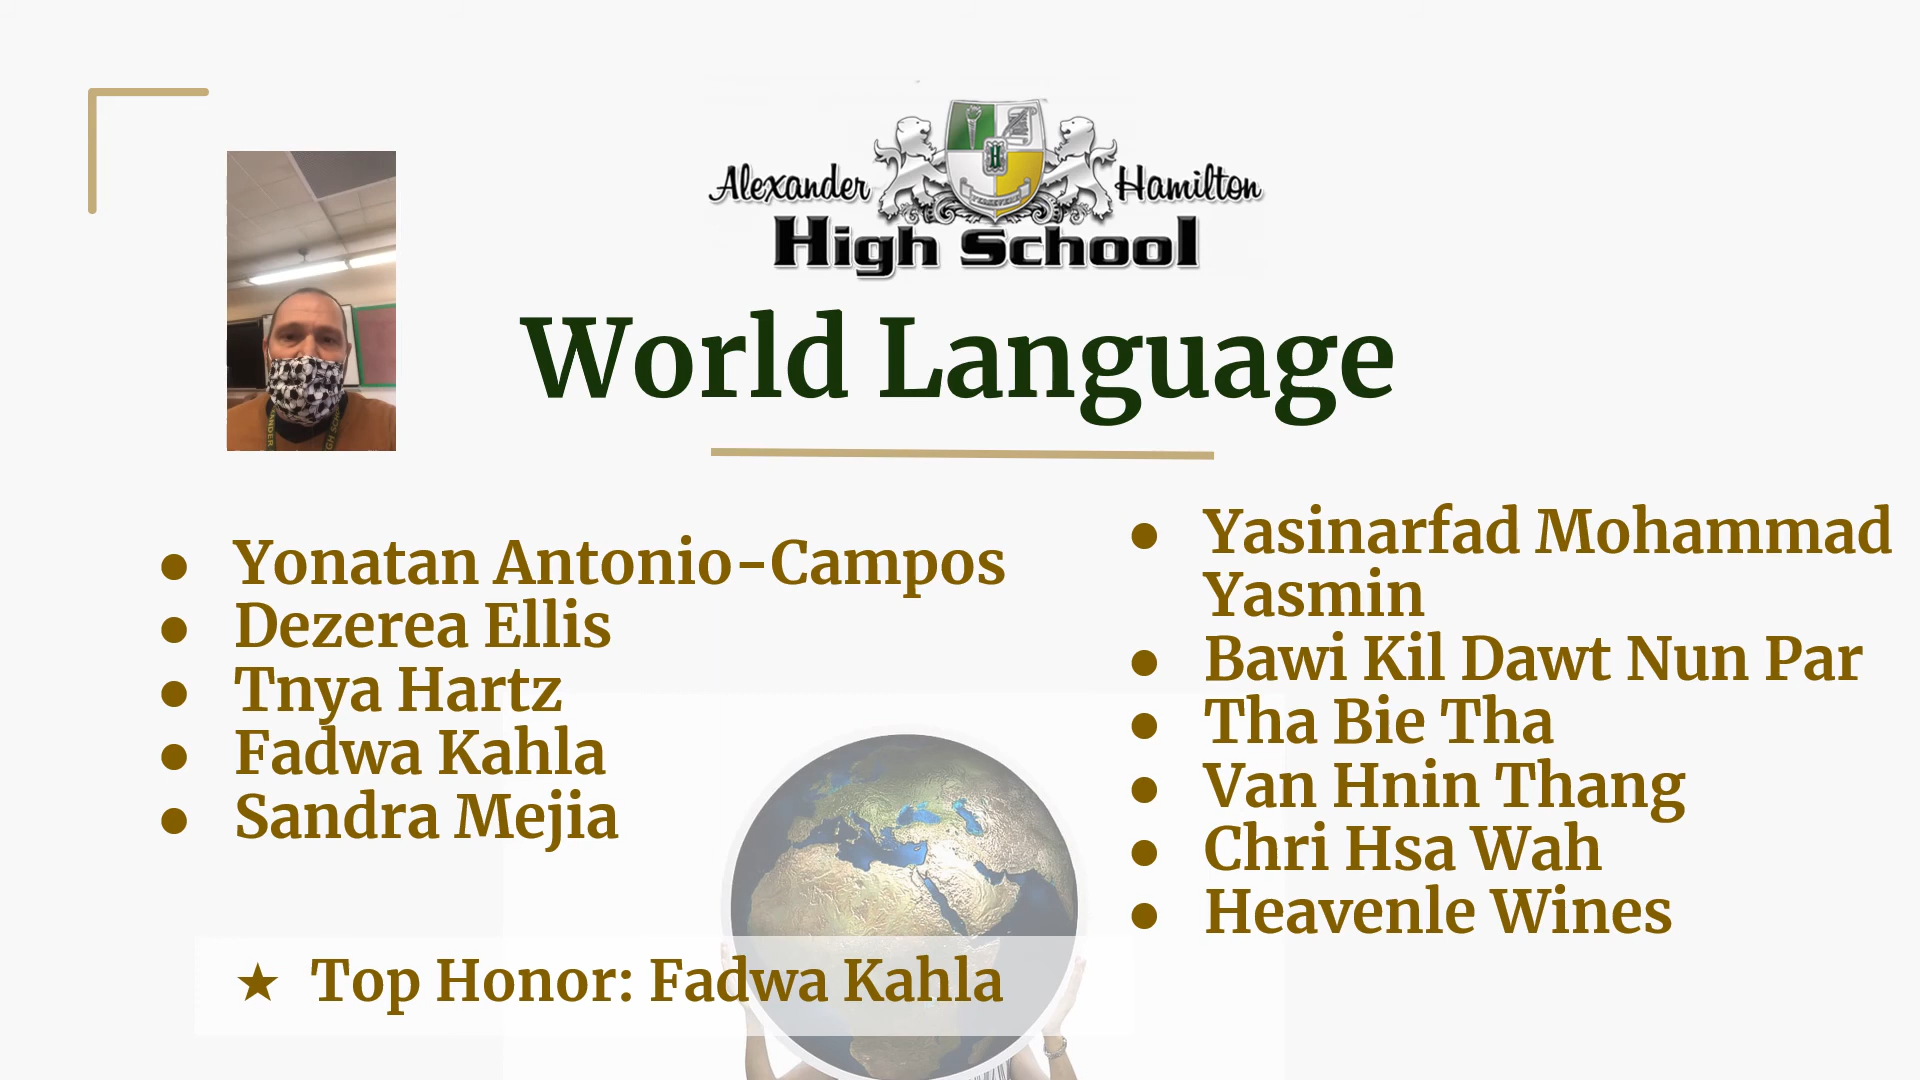 Alexander Hamilton
High School
PERSEVERE
H
World Language
● Yonatan Antonio-Campos
● Dezerea Ellis
● Tnya Hartz
● Fadwa Kahla
● Sandra Mejia
● Yasinarfad Mohammad
Yasmin
● Bawi Kil Dawt Nun Par
● Tha Bie Tha
● Van Hnin Thang
● Chri Hsa Wah
● Heavenle Wines
★ Top Honor: Fadwa Kahla